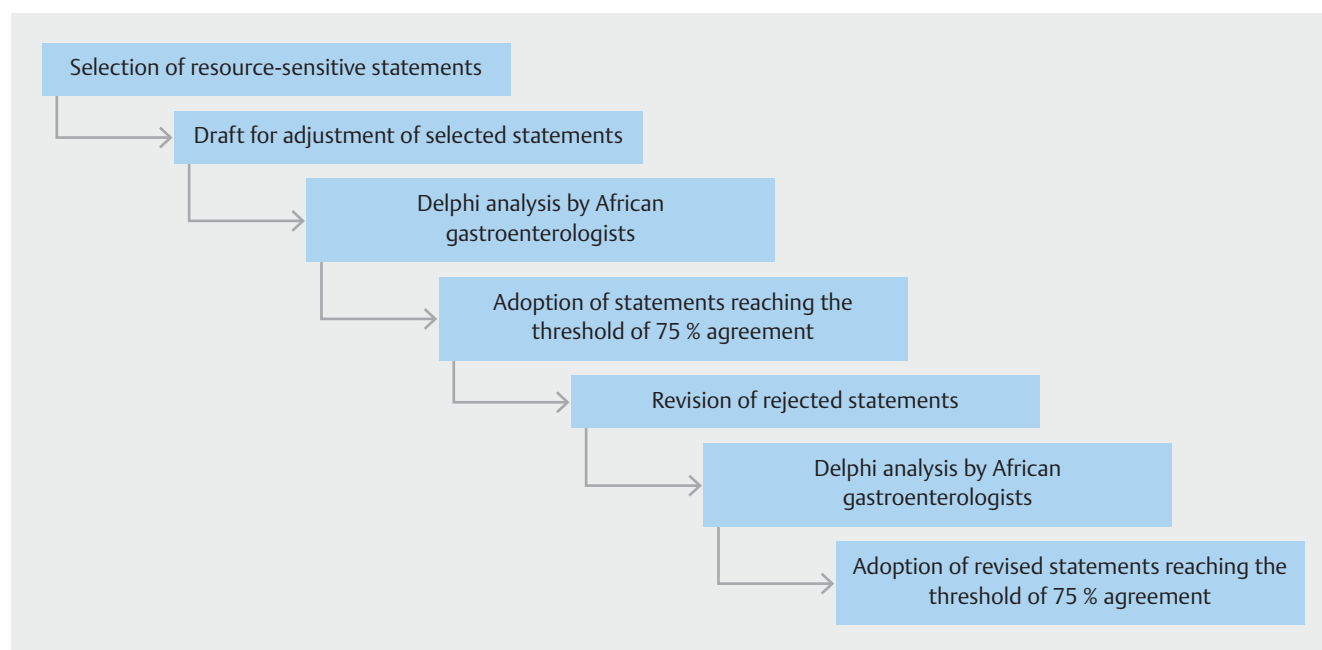 Selection of resource-sensitive statements
Draft for adjustment of selected statements
Delphi analysis by African
gastroenterologists
Adoption of statements reaching the
threshold of 75 % agreement
Revision of rejected statements
Delphi analysis by African
gastroenterologists
Adoption of revised statements reaching the
threshold of 75 % agreement